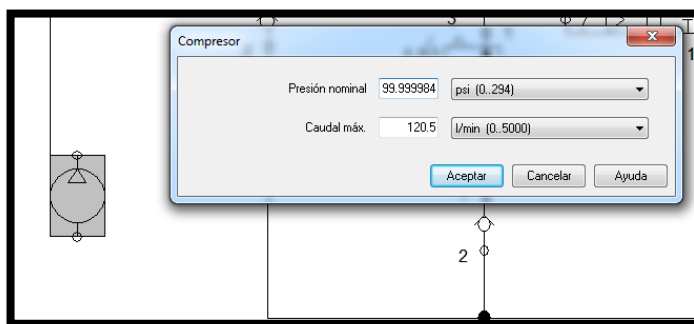 3
Compresor
1
Presión nominal 99.999984 psi (0..294)
Caudal máx. 120.5 l/min (0..5000)
Aceptar Cancelar Ayuda
2